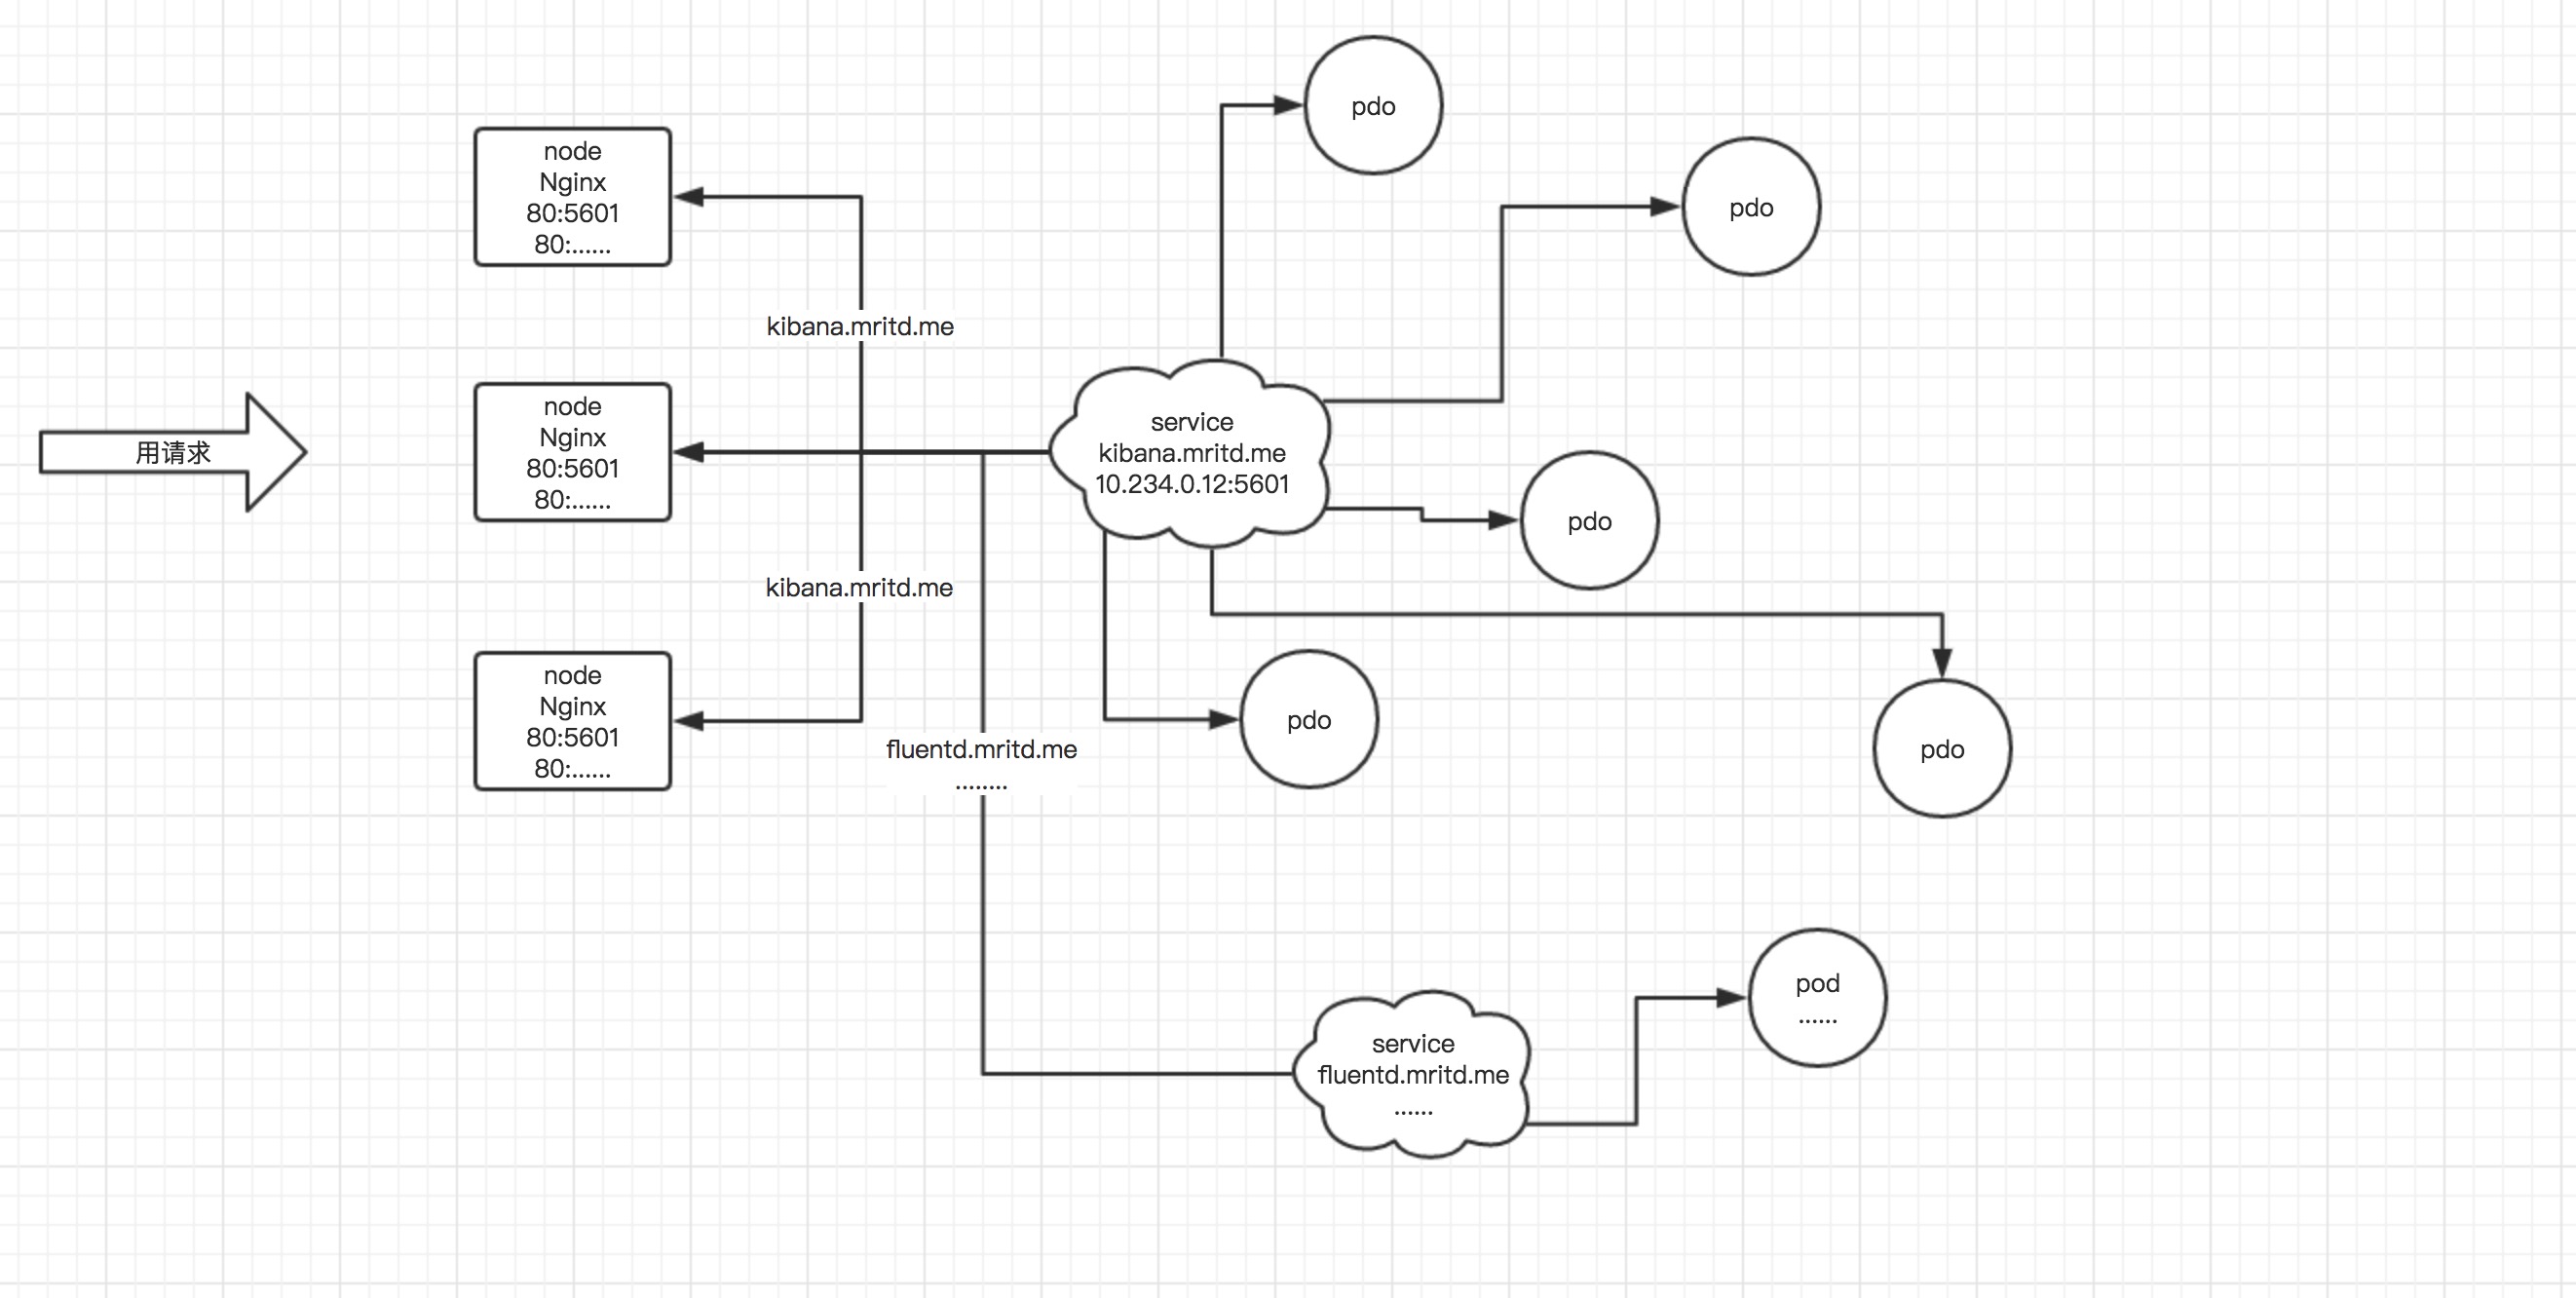 pdo
node
Nginx
80:5601
80:......
pdo
kibana.mritd.me
node
Nginx
80:5601
80:......
用请求
service
kibana.mritd.me
10.234.0.12:5601
pdo
kibana.mritd.me
node
Nginx
80:5601
80:......
pdo
fluentd.mritd.me
........
pdo
pod
......
service
fluentd.mritd.me
......